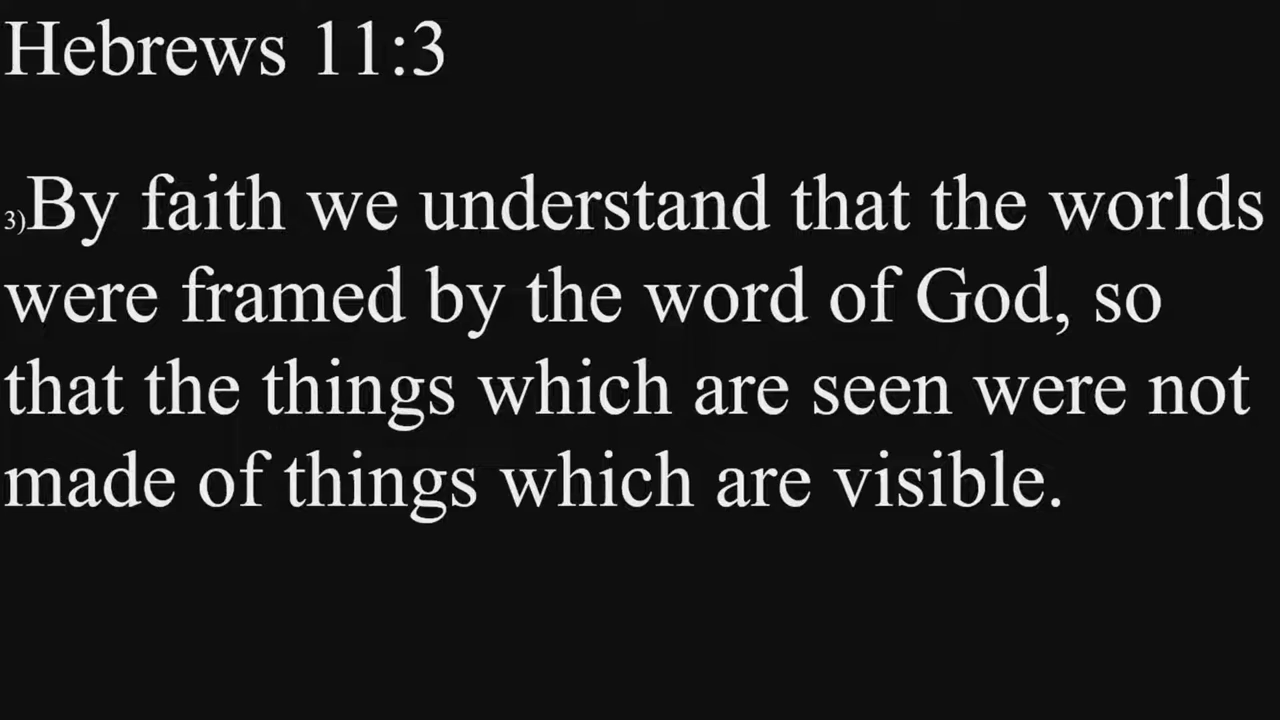 Hebrews 11:3
3)By faith we understand that the worlds
were framed by the word of God, so
that the things which are seen were not
made of things which are visible.